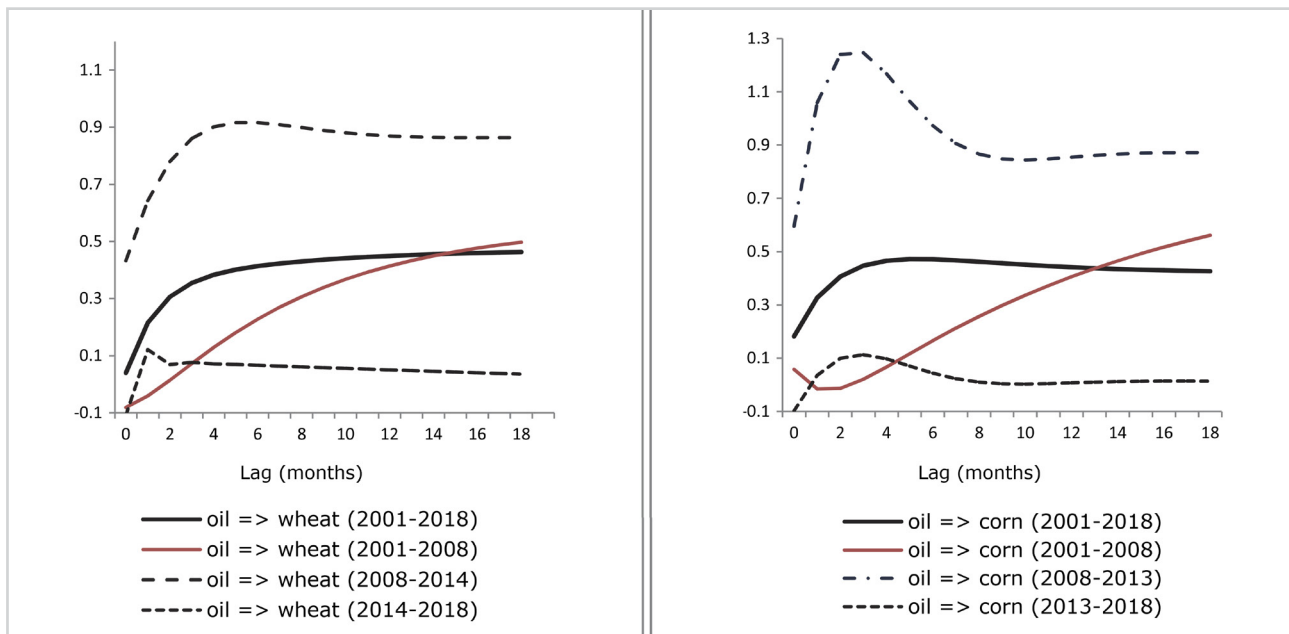 1.1
0.9
0.7
0.5
0.3
0.1
-0.1
0 2 4 6 8 10 12 14 16 18
Lag (months)
oil => wheat (2001-2018)
oil => wheat (2001-2008)
oil => wheat (2008-2014)
oil => wheat (2014-2018)
1.3
1.1
0.9
0.7
0.5
0.3
0.1
-0.1
0 2 4 6 8 10 12 14 16 18
Lag (months)
oil => corn (2001-2018)
oil => corn (2001-2008)
oil => corn (2008-2013)
oil => corn (2013-2018)